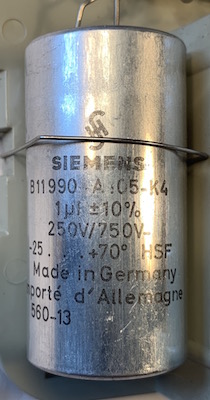 SIEMENS
B11990-A 05-K4
1µF±10%
250V/750V-
-25...+70° HSF
Made in Germany
mporté d'Allemagne
560-13